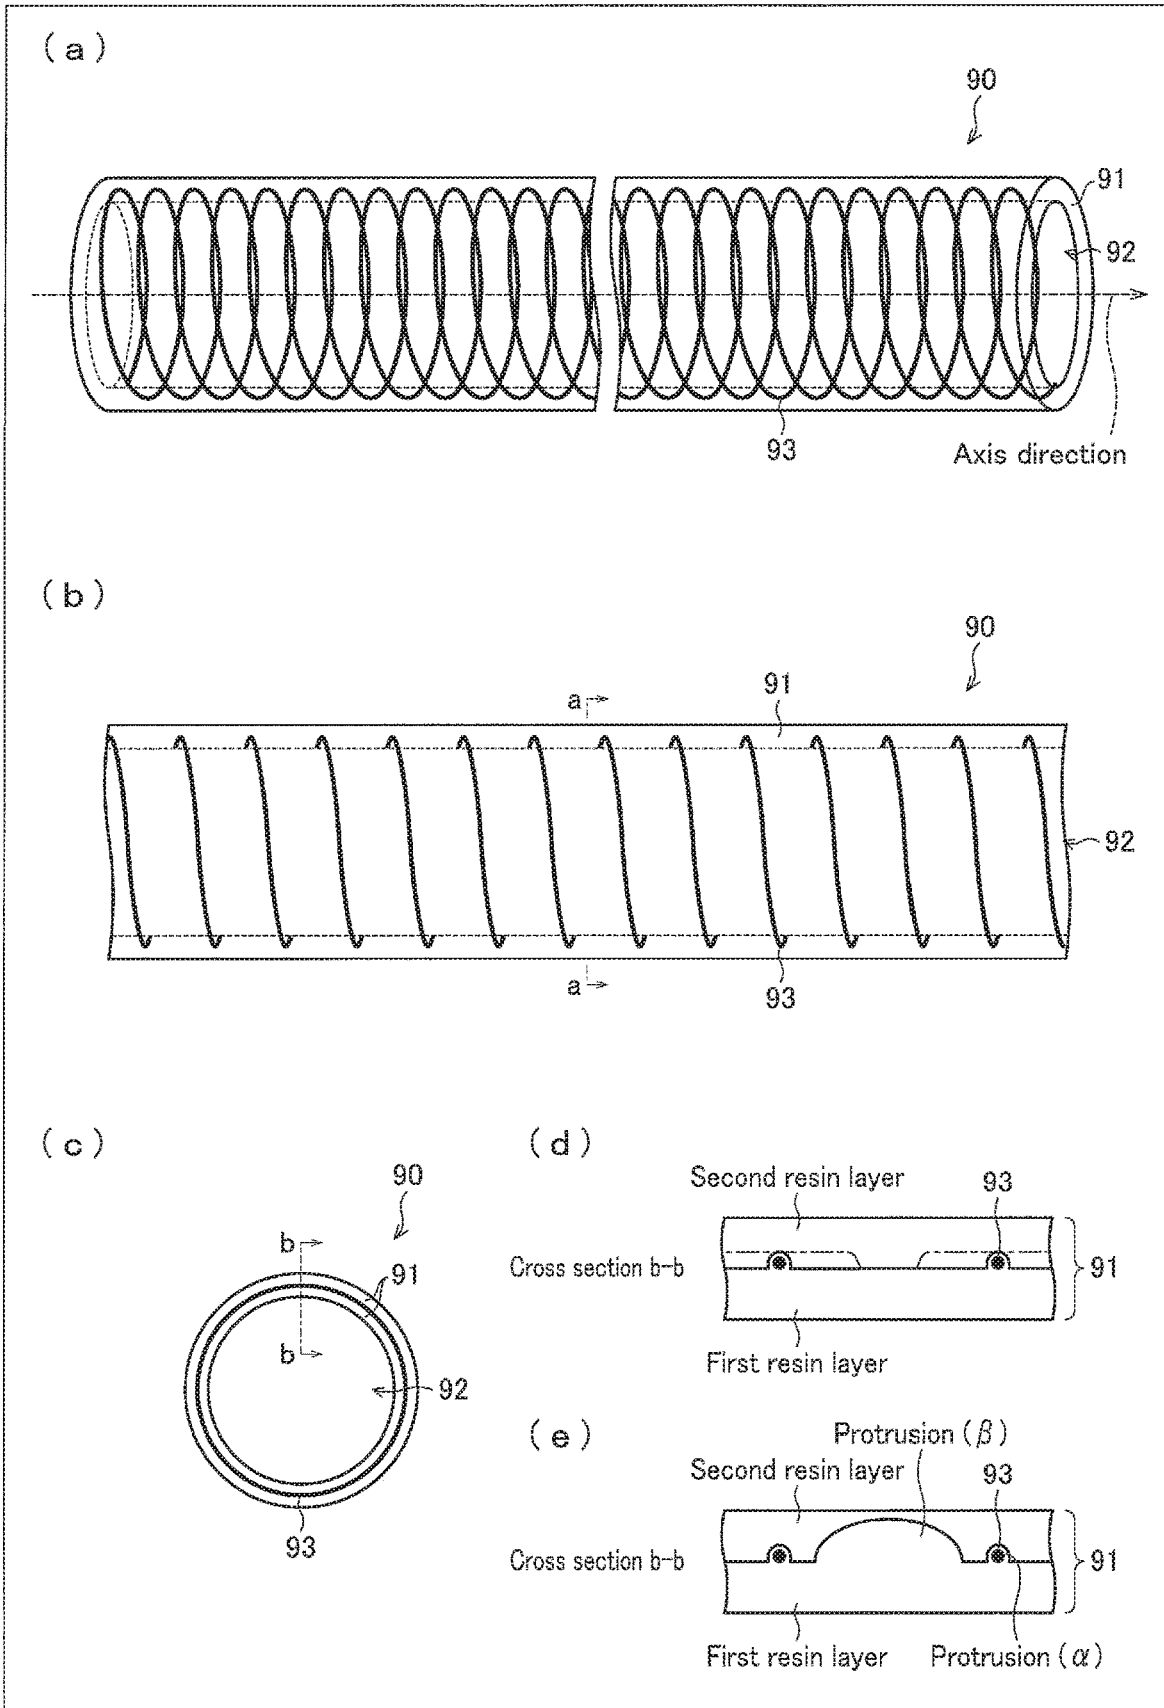 (a)
90
91
92
93
Axis direction
(b)
90
a
91
92
a
93
(c)
90
b
91
b
92
93
(d)
Second resin layer
93
Cross section b-b
91
First resin layer
(e)
Protrusion (β)
Second resin layer
93
Cross section b-b
91
First resin layer
Protrusion (α)